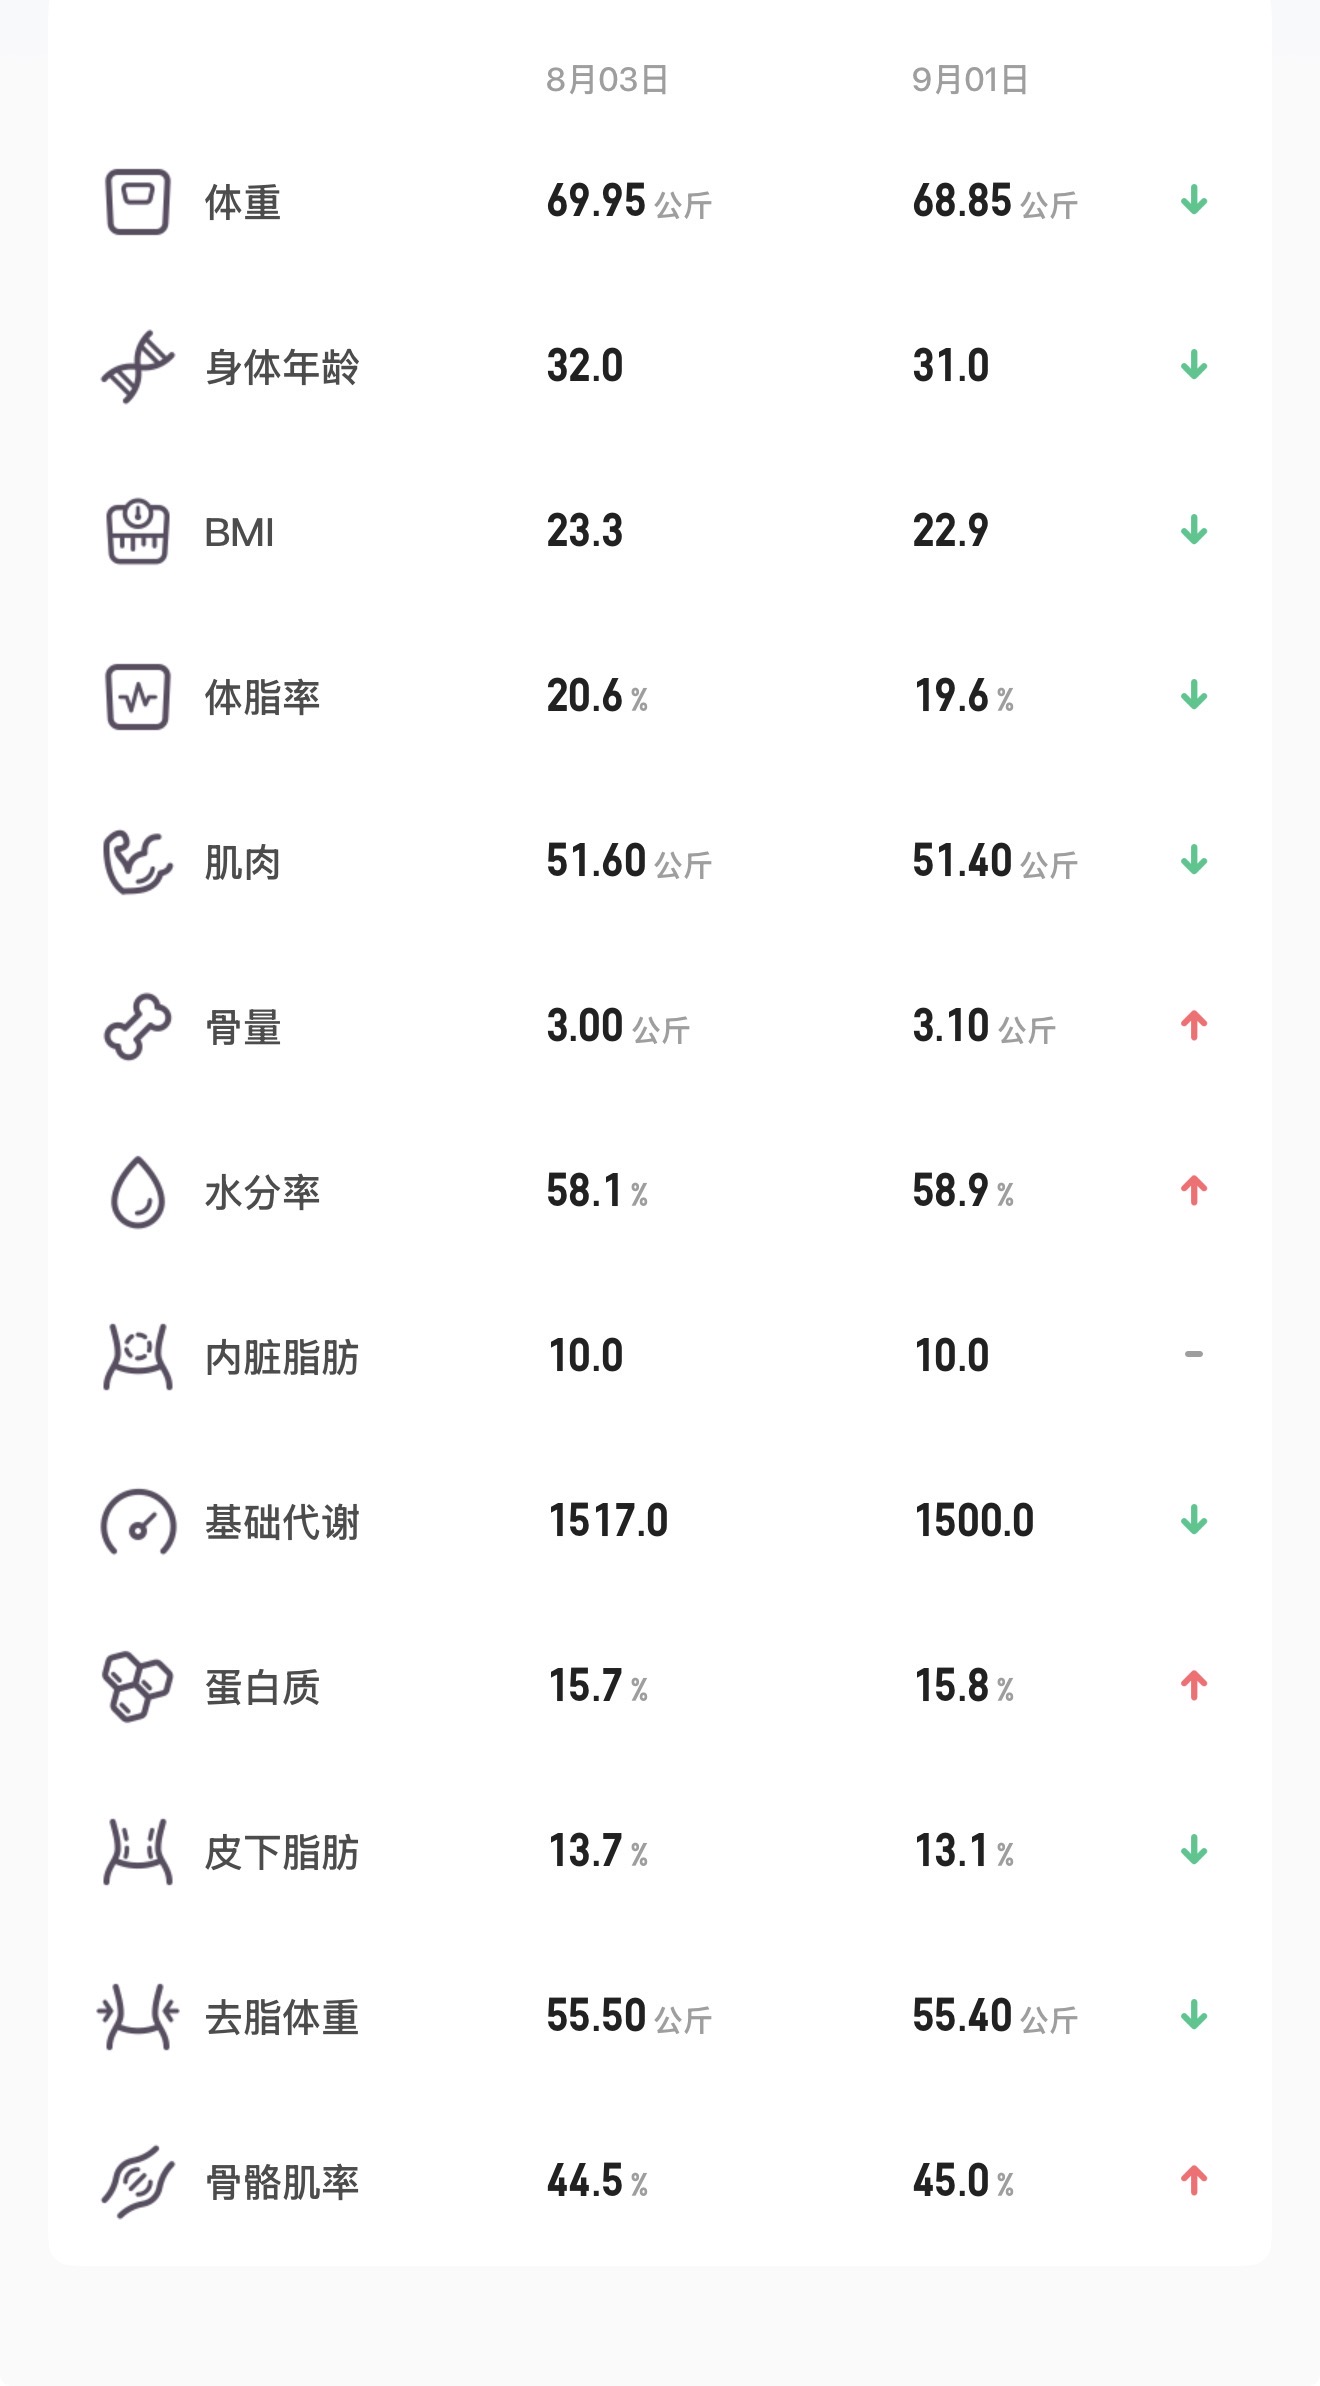 8月03日 9月01日
体重 69.95 公斤 68.85 公斤
身体年龄 32.0 31.0
BMI 23.3 22.9
体脂率 20.6 % 19.6 %
肌肉 51.60 公斤 51.40 公斤
骨量 3.00 公斤 3.10 公斤
水分率 58.1 % 58.9 %
内脏脂肪 10.0 10.0
基础代谢 1517.0 1500.0
蛋白质 15.7 % 15.8 %
皮下脂肪 13.7 % 13.1 %
去脂体重 55.50 公斤 55.40 公斤
骨骼肌率 44.5 % 45.0 %